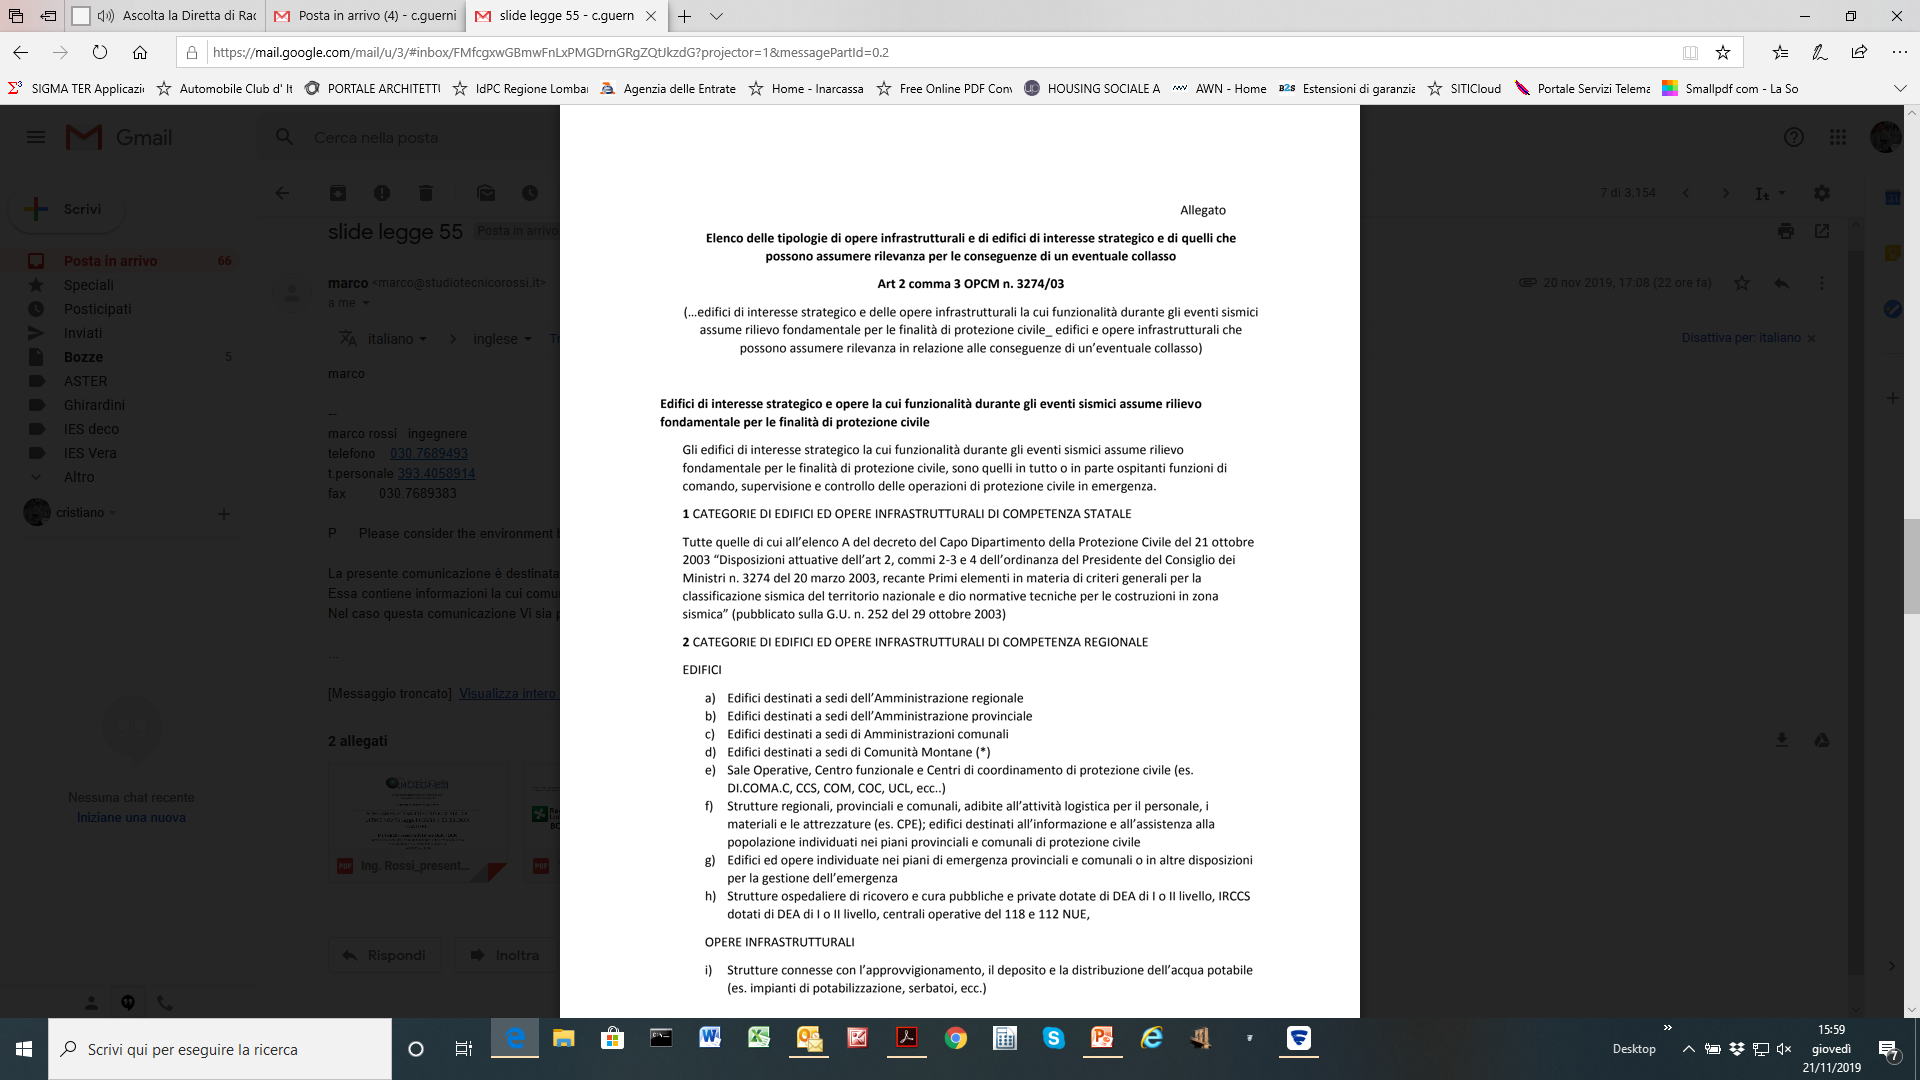 Ascolta la Diretta di Rac
Posta in arrivo (4) - c.guerni
slide legge 55 - c.guern
https://mail.google.com/mail/u/3/#inbox/FMfcgxwGBmwFnLxPMGDrnGRgZQtJkzdG?projector=1&messagePartId=0.2
SIGMA TER Applicazi
Automobile Club d' It
PORTALE ARCHITETTI
IdPC Regione Lombar
Agenzia delle Entrate
Home - Inarcassa
Free Online PDF Conv
HOUSING SOCIALE A
AWN - Home
Estensioni di garanzia
SITICloud
Portale Servizi Telema
Smallpdf com - La So
Gmail
Cerca nella posta
Scrivi
7 di 3,154
slide legge 55
Posta in arrivo
Posta in arrivo 66
Speciali
Posticipati
Inviati
Bozze 5
ASTER
Ghirardini
IES deco
IES Vera
Altro
cristiano
marco <marco@studiotecnicorossi.it>
a me
20 nov 2019, 17:08 (22 ore fa)
italiano > inglese
Disattiva per: italiano
marco
--
marco rossi ingegnere
telefono 030.7689493
t.personale 393.4058914
fax 030.7689383
P Please consider the environment
La presente comunicazione è destinata
Essa contiene informazioni la cui
Nel caso questa comunicazione Vi sia
...
[Messaggio troncato] Visualizza intero
2 allegati
Ing. Rossi_present...
Nessuna chat recente
Iniziane una nuova
Rispondi
Inoltra
Allegato
Elenco delle tipologie di opere infrastrutturali e di edifici di interesse strategico e di quelli che
possono assumere rilevanza per le conseguenze di un eventuale collasso
Art 2 comma 3 OPCM n. 3274/03
(…edifici di interesse strategico e delle opere infrastrutturali la cui funzionalità durante gli eventi sismici
assume rilievo fondamentale per le finalità di protezione civile_ edifici e opere infrastrutturali che
possono assumere rilevanza in relazione alle conseguenze di un’eventuale collasso)
Edifici di interesse strategico e opere la cui funzionalità durante gli eventi sismici assume rilievo
fondamentale per le finalità di protezione civile
Gli edifici di interesse strategico la cui funzionalità durante gli eventi sismici assume rilievo
fondamentale per le finalità di protezione civile, sono quelli in tutto o in parte ospitanti funzioni di
comando, supervisione e controllo delle operazioni di protezione civile in emergenza.
1 CATEGORIE DI EDIFICI ED OPERE INFRASTRUTTURALI DI COMPETENZA STATALE
Tutte quelle di cui all’elenco A del decreto del Capo Dipartimento della Protezione Civile del 21 ottobre
2003 “Disposizioni attuative dell’art 2, commi 2-3 e 4 dell’ordinanza del Presidente del Consiglio dei
Ministri n. 3274 del 20 marzo 2003, recante Primi elementi in materia di criteri generali per la
classificazione sismica del territorio nazionale e dio normative tecniche per le costruzioni in zona
sismica” (pubblicato sulla G.U. n. 252 del 29 ottobre 2003)
2 CATEGORIE DI EDIFICI ED OPERE INFRASTRUTTURALI DI COMPETENZA REGIONALE
EDIFICI
a) Edifici destinati a sedi dell’Amministrazione regionale
b) Edifici destinati a sedi dell’Amministrazione provinciale
c) Edifici destinati a sedi di Amministrazioni comunali
d) Edifici destinati a sedi di Comunità Montane (*)
e) Sale Operative, Centro funzionale e Centri di coordinamento di protezione civile (es.
DI.COMA.C, CCS, COM, COC, UCL, ecc..)
f) Strutture regionali, provinciali e comunali, adibite all’attività logistica per il personale, i
materiali e le attrezzature (es. CPE); edifici destinati all’informazione e all’assistenza alla
popolazione individuati nei piani provinciali e comunali di protezione civile
g) Edifici ed opere individuate nei piani di emergenza provinciali e comunali o in altre disposizioni
per la gestione dell’emergenza
h) Strutture ospedaliere di ricovero e cura pubbliche e private dotate di DEA di I o II livello, IRCCS
dotati di DEA di I o II livello, centrali operative del 118 e 112 NUE,
OPERE INFRASTRUTTURALI
i) Strutture connesse con l’approvvigionamento, il deposito e la distribuzione dell’acqua potabile
(es. impianti di potabilizzazione, serbatoi, ecc.)
Scrivi qui per eseguire la ricerca
Desktop
15:59
giovedì
21/11/2019
7